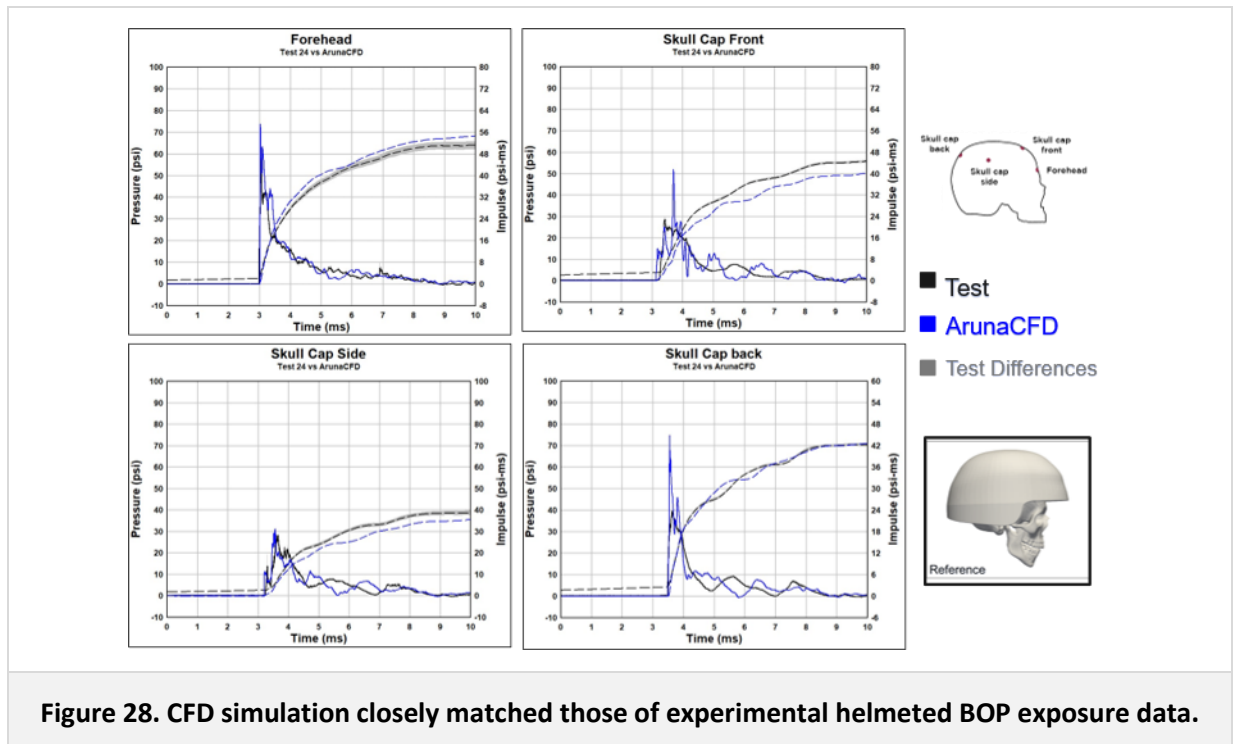 Forehead
Test 24 vs ArunaCFD
100
90
80
70
60
50
40
30
20
10
0
-10
Pressure (psi)
80
72
64
56
48
40
32
24
16
8
0
-8
Impulse (psi-ms)
0 1 2 3 4 5 6 7 8 9 10
Time (ms)
Skull Cap Front
Test 24 vs ArunaCFD
100
90
80
70
60
50
40
30
20
10
0
-10
Pressure (psi)
80
72
64
56
48
40
32
24
16
8
0
-8
Impulse (psi-ms)
0 1 2 3 4 5 6 7 8 9 10
Time (ms)
Skull cap
back
Skull cap
front
Skull cap
side
Forehead
Test
ArunaCFD
Test Differences
Skull Cap Side
Test 24 vs ArunaCFD
100
90
80
70
60
50
40
30
20
10
0
-10
Pressure (psi)
100
90
80
70
60
50
40
30
20
10
0
-10
Impulse (psi-ms)
0 1 2 3 4 5 6 7 8 9 10
Time (ms)
Skull Cap back
Test 24 vs ArunaCFD
100
90
80
70
60
50
40
30
20
10
0
-10
Pressure (psi)
60
54
48
42
36
30
24
18
12
6
0
-6
Impulse (psi-ms)
0 1 2 3 4 5 6 7 8 9 10
Time (ms)
Reference
Figure 28. CFD simulation closely matched those of experimental helmeted BOP exposure data.